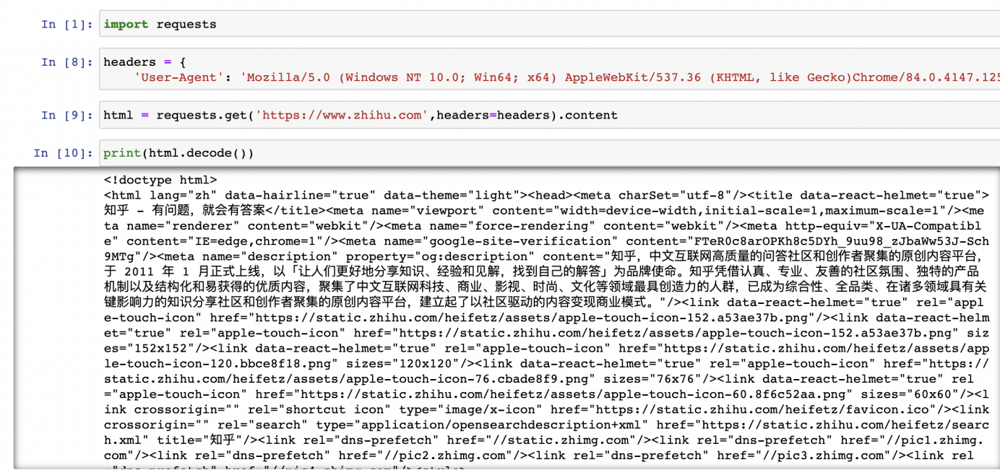 In [1]: import requests
In [8]: headers = {
'User-Agent': 'Mozilla/5.0 (Windows NT 10.0; Win64; x64) AppleWebKit/537.36 (KHTML, like Gecko)Chrome/84.0.4147.125
In [9]: html = requests.get('https://www.zhihu.com',headers=headers).content
In [10]: print(html.decode())
<!doctype html>
<html lang="zh" data-hairline="true" data-theme="light"><head><meta charSet="utf-8"/><title data-react-helmet="true">
知乎 - 有问题，就会有答案</title><meta name="viewport" content="width=device-width,initial-scale=1,maximum-scale=1"/><me
ta name="renderer" content="webkit"/><meta name="force-rendering" content="webkit"/><meta http-equiv="X-UA-Compatibl
e" content="IE=edge,chrome=1"/><meta name="google-site-verification" content="FTeR0c8arOPKh8c5DYh_9uu98_zJbaWw53J-Sch
9MTg"/><meta name="description" property="og:description" content="知乎，中文互联网高质量的问答社区和创作者聚集的原创内容平台，
于 2011 年 1 月正式上线，以「让人们更好地分享知识、经验和见解，找到自己的解答」为品牌使命。知乎凭借认真、专业、友善的社区氛围、独特的产品
机制以及结构化和易获得的优质内容，聚集了中文互联网科技、商业、影视、时尚、文化等领域最具创造力的人群，已成为综合性、全品类、在诸多领域具有关
键影响力的知识分享社区和创作者聚集的原创内容平台，建立起了以社区驱动的内容变现商业模式。"/><link data-react-helmet="true" rel="appl
e-touch-icon" href="https://static.zhihu.com/heifetz/assets/apple-touch-icon-152.a53ae37b.png"/><link data-react-helm
et="true" rel="apple-touch-icon" href="https://static.zhihu.com/heifetz/assets/apple-touch-icon-152.a53ae37b.png" siz
es="152x152"/><link data-react-helmet="true" rel="apple-touch-icon" href="https://static.zhihu.com/heifetz/assets/app
le-touch-icon-120.bbce8f18.png" sizes="120x120"/><link data-react-helmet="true" rel="apple-touch-icon" href="https://
static.zhihu.com/heifetz/assets/apple-touch-icon-76.cbade8f9.png" sizes="76x76"/><link data-react-helmet="true" rel
="apple-touch-icon" href="https://static.zhihu.com/heifetz/assets/apple-touch-icon-60.8f6c52aa.png" sizes="60x60"/><l
ink crossorigin="" rel="shortcut icon" type="image/x-icon" href="https://static.zhihu.com/heifetz/favicon.ico"/><link
crossorigin="" rel="search" type="application/opensearchdescription+xml" href="https://static.zhihu.com/heifetz/searc
h.xml" title="知乎"/><link rel="dns-prefetch" href="//static.zhimg.com"/><link rel="dns-prefetch" href="//pic1.zhimg.
com"/><link rel="dns-prefetch" href="//pic2.zhimg.com"/><link rel="dns-prefetch" href="//pic3.zhimg.com"/><link rel